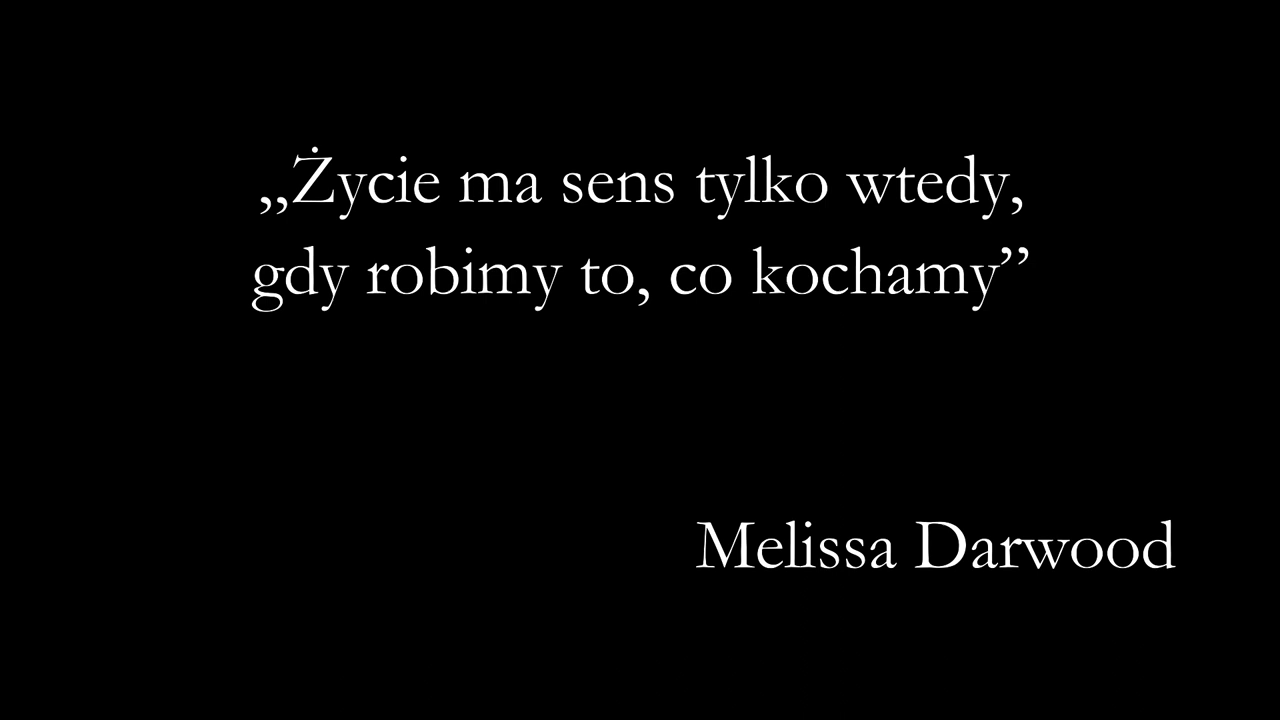 „Życie ma sens tylko wtedy,
gdy robimy to, co kochamy”
Melissa Darwood